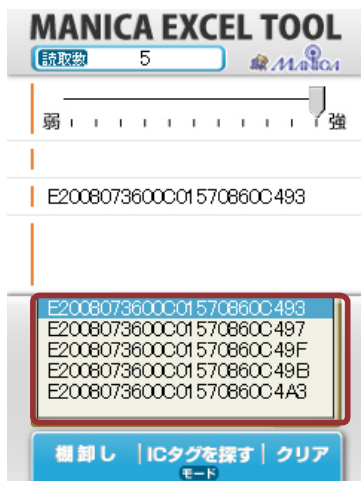 MANICA EXCEL TOOL
読取数 5 MANICA
弱 強
E2008073600C01570860C493
E2008073600C01570860C493
E2008073600C01570860C497
E2008073600C01570860C49F
E2008073600C01570860C49B
E2008073600C01570860C4A3
棚卸し ICタグを探す クリア
モード